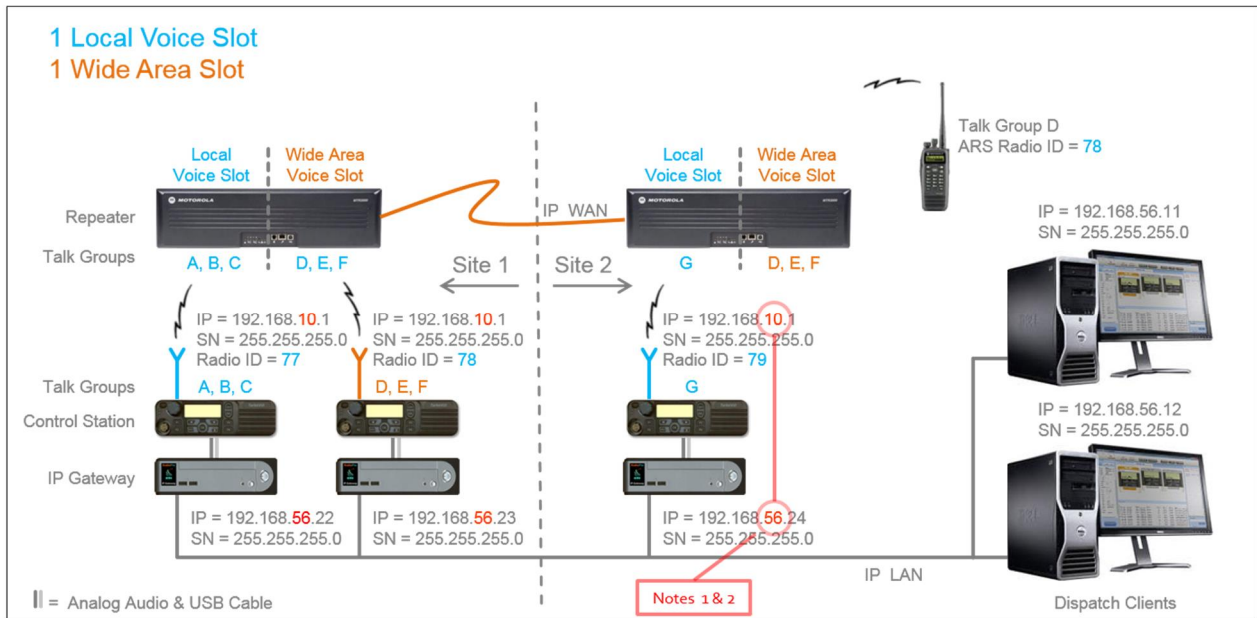 1 Local Voice Slot
1 Wide Area Slot
Talk Group D
ARS Radio ID = 78
Local
Voice Slot
Wide Area
Voice Slot
Local
Voice Slot
Wide Area
Voice Slot
Repeater
MOTOROLA
IP WAN
MOTOROLA
Talk Groups
A, B, C
D, E, F
Site 1
Site 2
G
D, E, F
IP = 192.168.56.11
SN = 255.255.255.0
IP = 192.168.10.1
SN = 255.255.255.0
Radio ID = 77
IP = 192.168.10.1
SN = 255.255.255.0
Radio ID = 78
IP = 192.168.10.1
SN = 255.255.255.0
Radio ID = 79
Talk Groups
A, B, C
D, E, F
G
Control Station
IP = 192.168.56.12
SN = 255.255.255.0
IP Gateway
IP = 192.168.56.22
SN = 255.255.255.0
IP = 192.168.56.23
SN = 255.255.255.0
IP = 192.168.56.24
SN = 255.255.255.0
IP LAN
Notes 1 & 2
= Analog Audio & USB Cable
Dispatch Clients